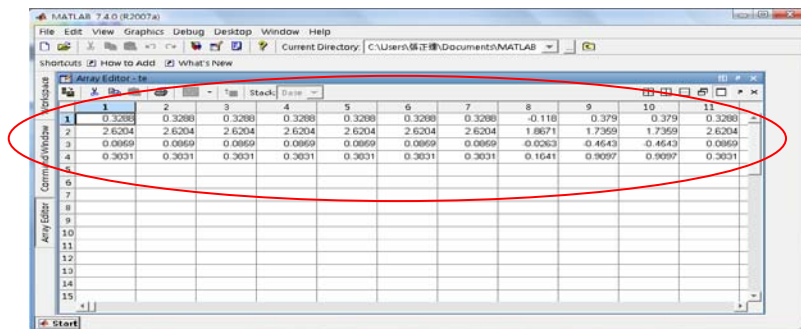 MATLAB 7.4.0 (R2007a)
File Edit View Graphics Debug Desktop Window Help
Current Directory: C:\Users\張正緯\Documents\MATLAB
Shortcuts How to Add What's New
Array Editor - te
Stack: Base
1 2 3 4 5 6 7 8 9 10 11
1 0.3288 0.3288 0.3288 0.3288 0.3288 0.3288 0.3288 -0.118 0.379 0.379 0.3288
2 2.6204 2.6204 2.6204 2.6204 2.6204 2.6204 2.6204 1.8671 1.7359 1.7359 2.6204
3 0.0869 0.0869 0.0869 0.0869 0.0869 0.0869 0.0869 -0.0263 -0.4643 -0.4643 0.0869
4 0.3031 0.3031 0.3031 0.3031 0.3031 0.3031 0.3031 0.1641 0.9097 0.9097 0.3031
5
6
7
8
9
10
11
12
13
14
15
Workspace
Command Window
Array Editor
Start